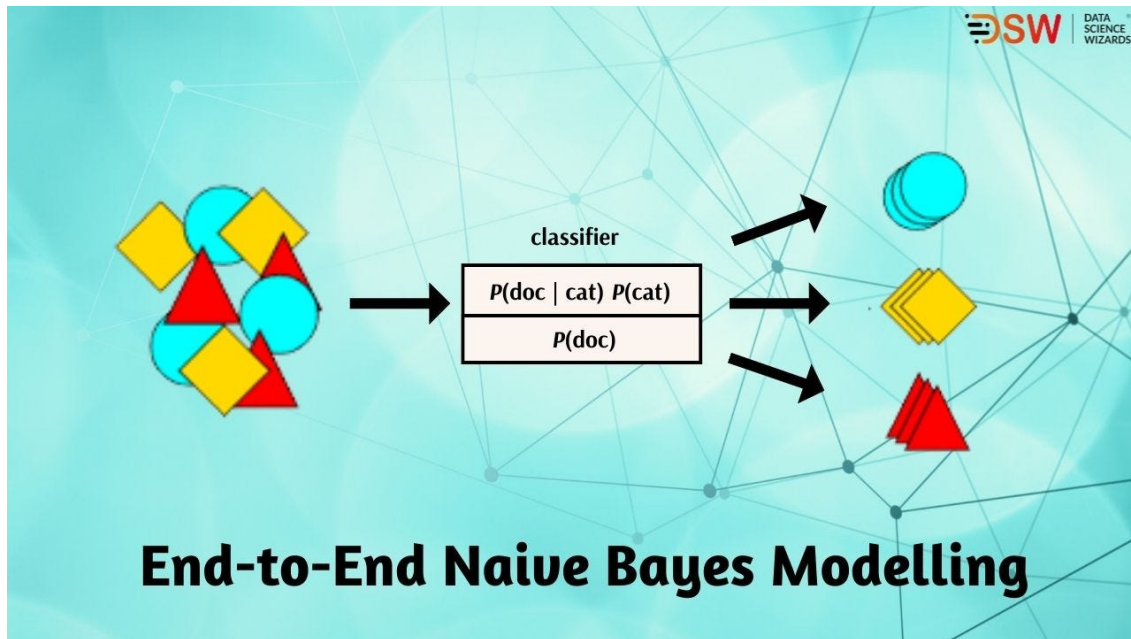 DSW
DATA
SCIENCE
WIZARDS
classifier
P(doc | cat) P(cat)
P(doc)
End-to-End Naive Bayes Modelling